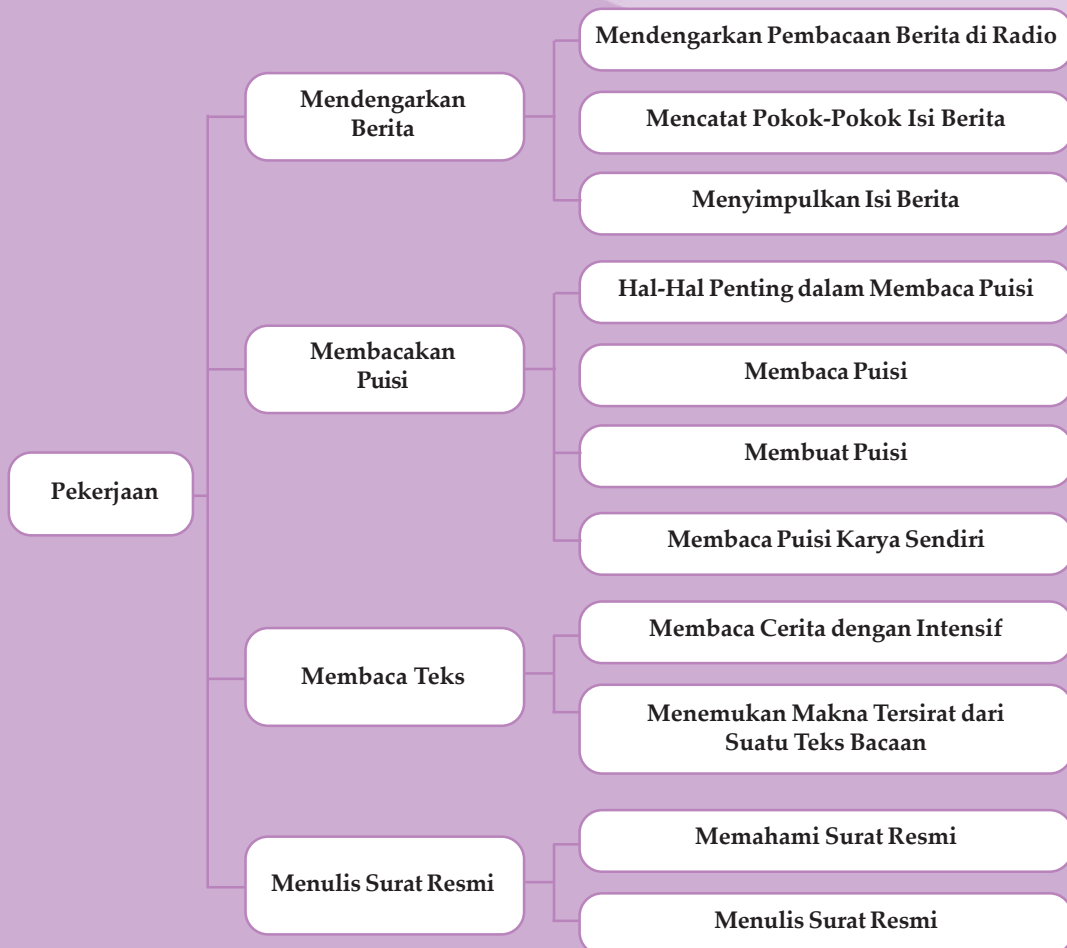 Pekerjaan
Mendengarkan
Berita
Mendengarkan Pembacaan Berita di Radio
Mencatat Pokok-Pokok Isi Berita
Menyimpulkan Isi Berita
Membacakan
Puisi
Hal-Hal Penting dalam Membaca Puisi
Membaca Puisi
Membuat Puisi
Membaca Puisi Karya Sendiri
Membaca Teks
Membaca Cerita dengan Intensif
Menemukan Makna Tersirat dari
Suatu Teks Bacaan
Menulis Surat Resmi
Memahami Surat Resmi
Menulis Surat Resmi